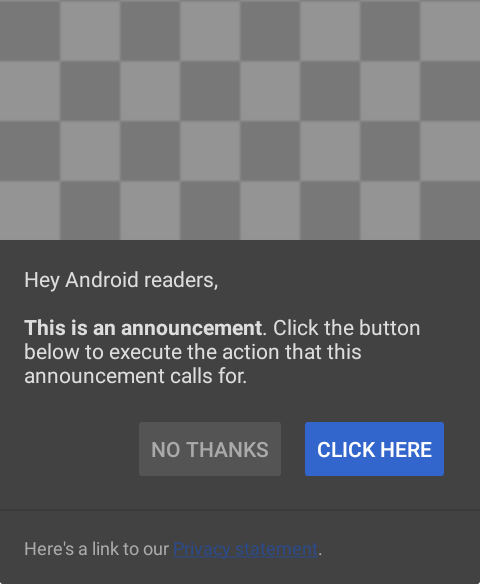 Hey Android readers,
This is an announcement. Click the button
below to execute the action that this
announcement calls for.
NO THANKS
CLICK HERE
Here's a link to our Privacy statement.